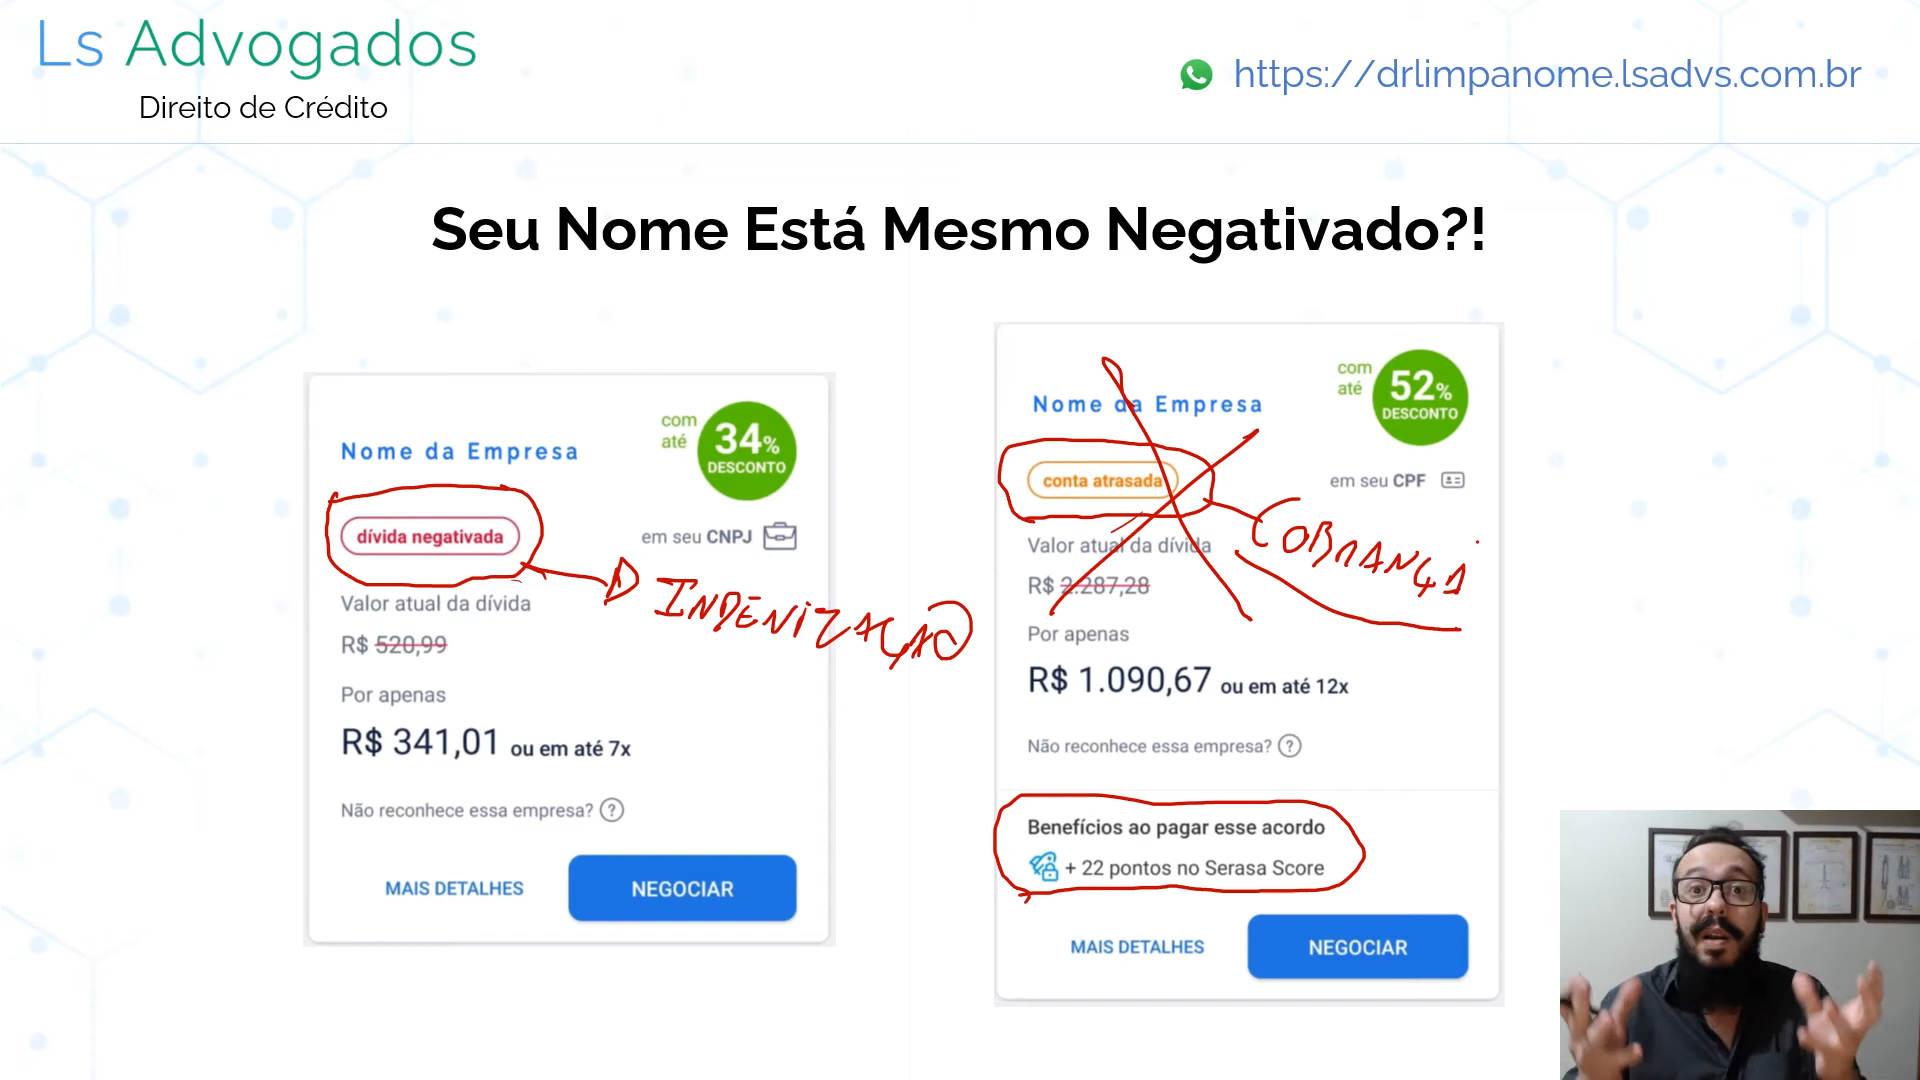 Ls Advogados
Direito de Crédito
https://drlimpanome.lsadvs.com.br
Seu Nome Está Mesmo Negativado?!
com até 34% DESCONTO
Nome da Empresa
dívida negativada
em seu CNPJ
INDENIZAÇÃO
Valor atual da dívida
R$ 520,99
Por apenas
R$ 341,01 ou em até 7x
Não reconhece essa empresa? ?
MAIS DETALHES
NEGOCIAR
com até 52% DESCONTO
Nome da Empresa
conta atrasada
em seu CPF
COBRANÇA
Valor atual da dívida
R$ 2.287,28
Por apenas
R$ 1.090,67 ou em até 12x
Não reconhece essa empresa? ?
Benefícios ao pagar esse acordo
+ 22 pontos no Serasa Score
MAIS DETALHES
NEGOCIAR